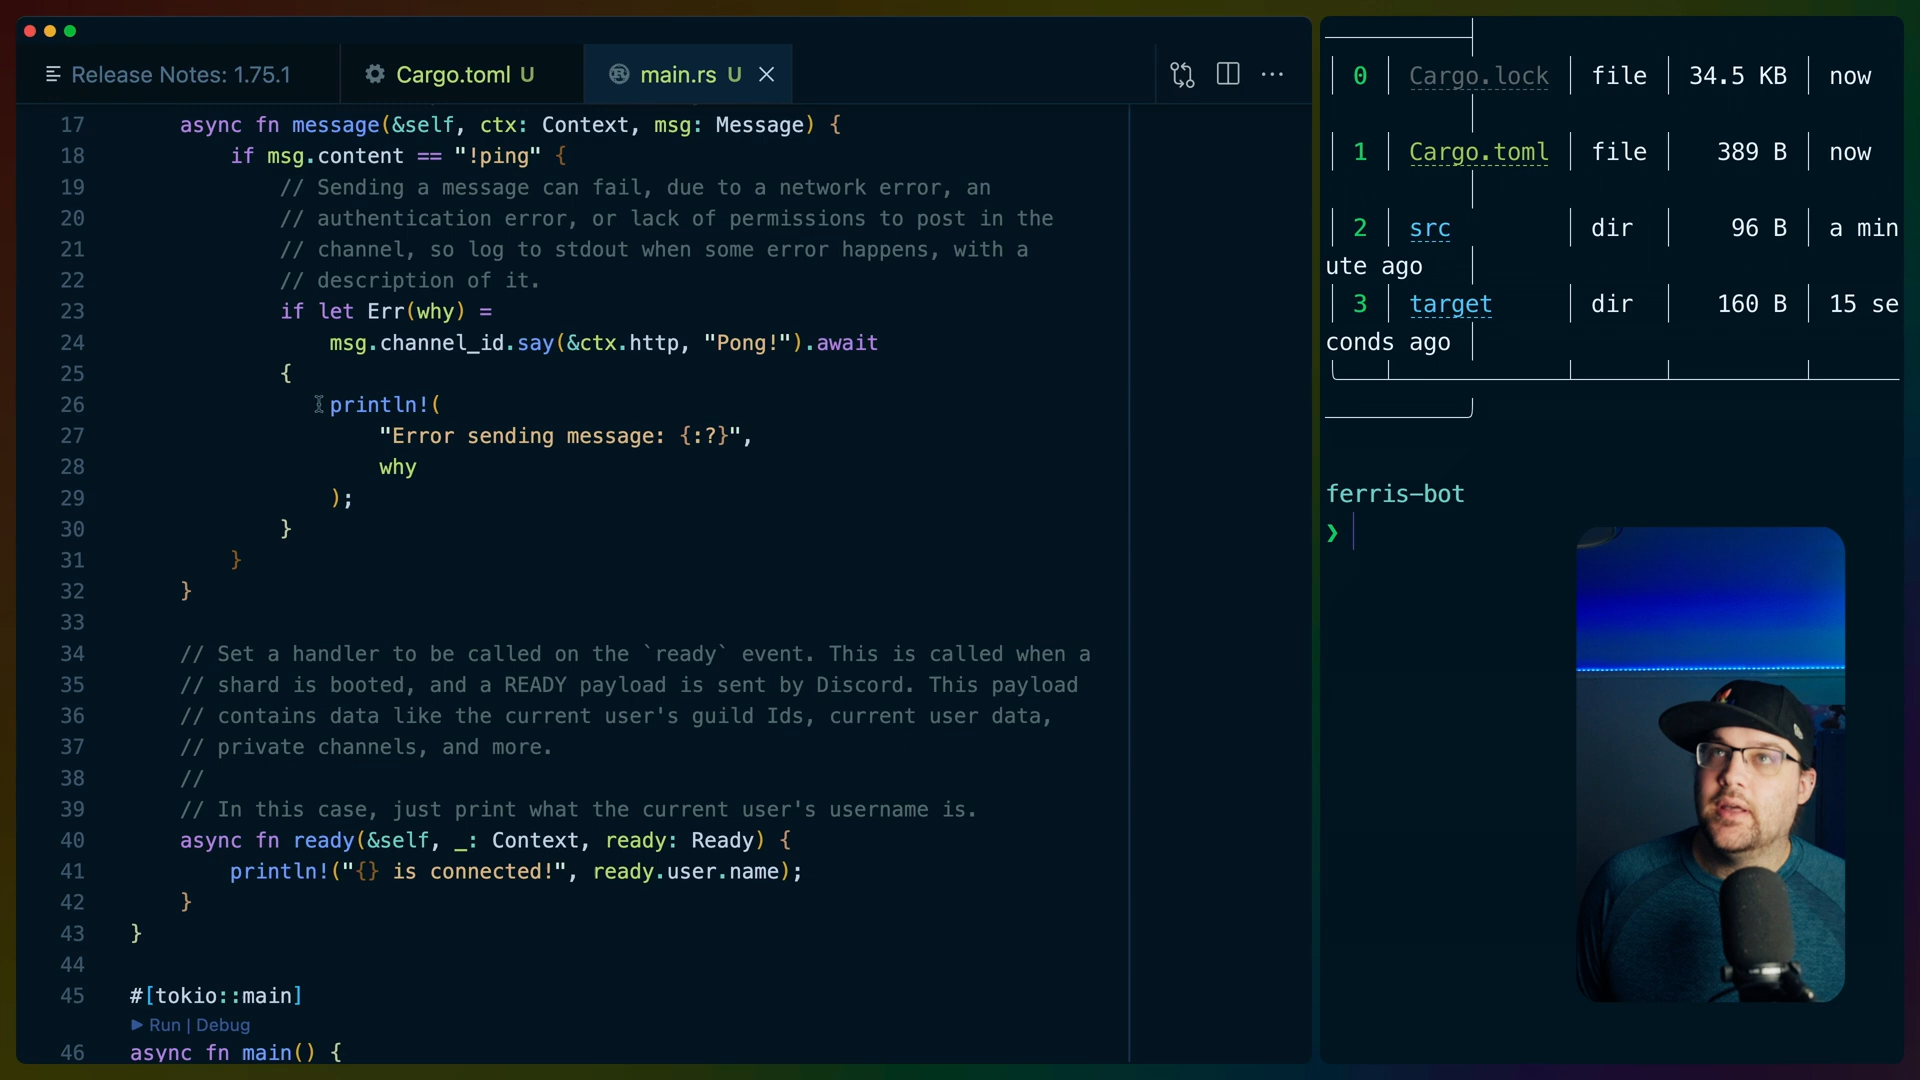 Release Notes: 1.75.1
Cargo.toml U
main.rs U
17 async fn message(&self, ctx: Context, msg: Message) {
18 if msg.content == "!ping" {
19 // Sending a message can fail, due to a network error, an
20 // authentication error, or lack of permissions to post in the
21 // channel, so log to stdout when some error happens, with a
22 // description of it.
23 if let Err(why) =
24 msg.channel_id.say(&ctx.http, "Pong!").await
25 {
26 println!(
27 "Error sending message: {:?}",
28 why
29 );
30 }
31 }
32 }
33
34 // Set a handler to be called on the `ready` event. This is called when a
35 // shard is booted, and a READY payload is sent by Discord. This payload
36 // contains data like the current user's guild Ids, current user data,
37 // private channels, and more.
38 //
39 // In this case, just print what the current user's username is.
40 async fn ready(&self, _: Context, ready: Ready) {
41 println!("{} is connected!", ready.user.name);
42 }
43 }
44
45 #[tokio::main]
Run | Debug
46 async fn main() {
0 Cargo.lock file 34.5 KB now
1 Cargo.toml file 389 B now
2 src dir 96 B a min
ute ago
3 target dir 160 B 15 se
conds ago
ferris-bot
❯